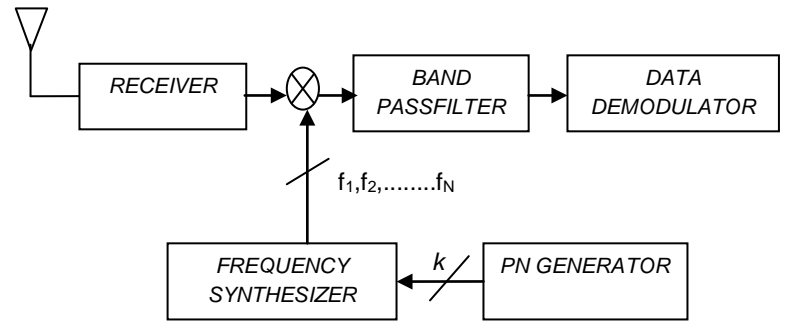 RECEIVER
BAND
PASSFILTER
DATA
DEMODULATOR
f₁,f₂,........fN
FREQUENCY
SYNTHESIZER
k
PN GENERATOR